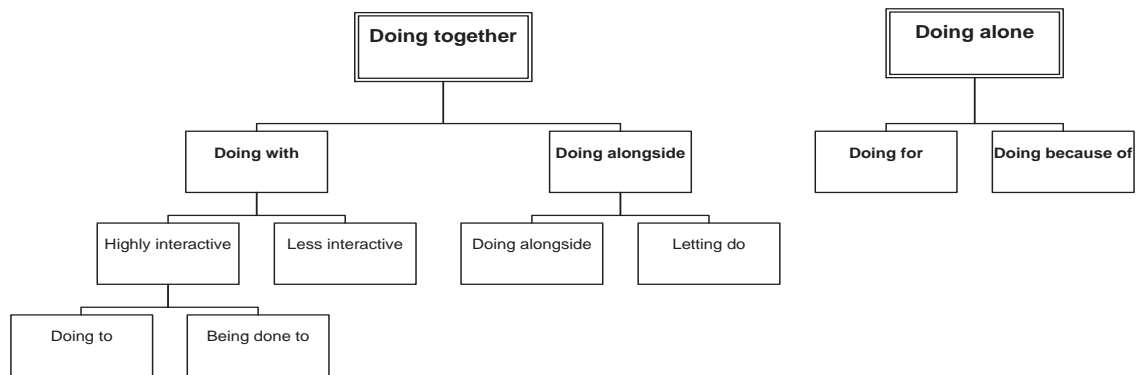 Doing together
Doing alone
Doing with
Doing alongside
Doing for
Doing because of
Highly interactive
Less interactive
Doing alongside
Letting do
Doing to
Being done to